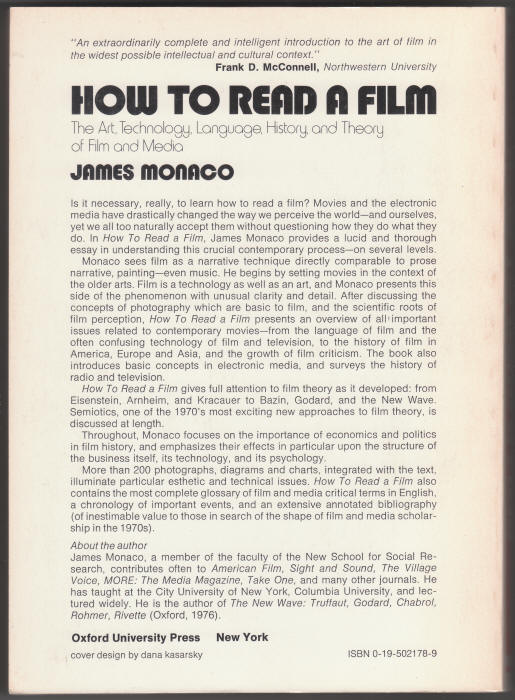 "An extraordinarily complete and intelligent introduction to the art of film in
the widest possible intellectual and cultural context."
Frank D. McConnell, Northwestern University
HOW TO READ A FILM
The Art, Technology, Language, History, and Theory
of Film and Media
JAMES MONACO
Is it necessary, really, to learn how to read a film? Movies and the electronic
media have drastically changed the way we perceive the world—and ourselves,
yet we all too naturally accept them without questioning how they do what they
do. In How To Read a Film, James Monaco provides a lucid and thorough
essay in understanding this crucial contemporary process—on several levels.
Monaco sees film as a narrative technique directly comparable to prose
narrative, painting—even music. He begins by setting movies in the context of
the older arts. Film is a technology as well as an art, and Monaco presents this
side of the phenomenon with unusual clarity and detail. After discussing the
concepts of photography which are basic to film, and the scientific roots of
film perception, How To Read a Film presents an overview of all important
issues related to contemporary movies—from the language of film and the
often confusing technology of film and television, to the history of film in
America, Europe and Asia, and the growth of film criticism. The book also
introduces basic concepts in electronic media, and surveys the history of
radio and television.
How To Read a Film gives full attention to film theory as it developed: from
Eisenstein, Arnheim, and Kracauer to Bazin, Godard, and the New Wave.
Semiotics, one of the 1970's most exciting new approaches to film theory, is
discussed at length.
Throughout, Monaco focuses on the importance of economics and politics
in film history, and emphasizes their effects in particular upon the structure of
the business itself, its technology, and its psychology.
More than 200 photographs, diagrams and charts, integrated with the text,
illuminate particular esthetic and technical issues. How To Read a Film also
contains the most complete glossary of film and media critical terms in English,
a chronology of important events, and an extensive annotated bibliography
(of inestimable value to those in search of the shape of film and media scholar-
ship in the 1970s).
About the author
James Monaco, a member of the faculty of the New School for Social Re-
search, contributes often to American Film, Sight and Sound, The Village
Voice, MORE: The Media Magazine, Take One, and many other journals. He
has taught at the City University of New York, Columbia University, and lec-
tured widely. He is the author of The New Wave: Truffaut, Godard, Chabrol,
Rohmer, Rivette (Oxford, 1976).
Oxford University Press New York
cover design by dana kasarsky ISBN 0-19-502178-9